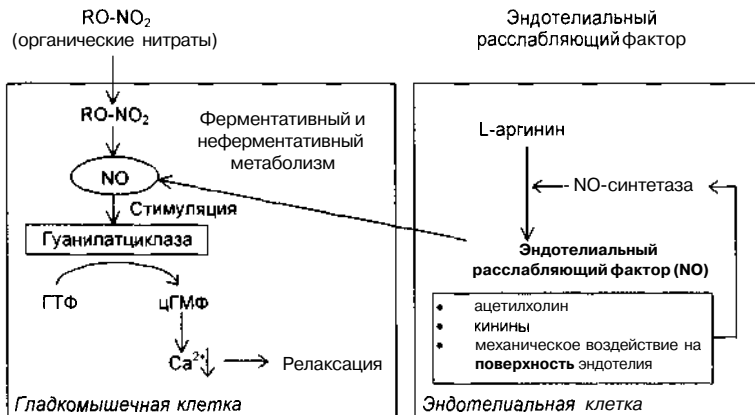 RO-NO₂
(органические нитраты)
RO-NO₂
Ферментативный и
неферментативный
метаболизм
NO
Стимуляция
Гуанилатциклаза
ГТФ
цГМФ
Ca²⁺↓
Релаксация
Гладкомышечная клетка
Эндотелиальный
расслабляющий фактор
L-аргинин
- NO-синтетаза
Эндотелиальный
расслабляющий фактор (NO)
• ацетилхолин
• кинины
• механическое воздействие на
поверхность эндотелия
Эндотелиальная клетка